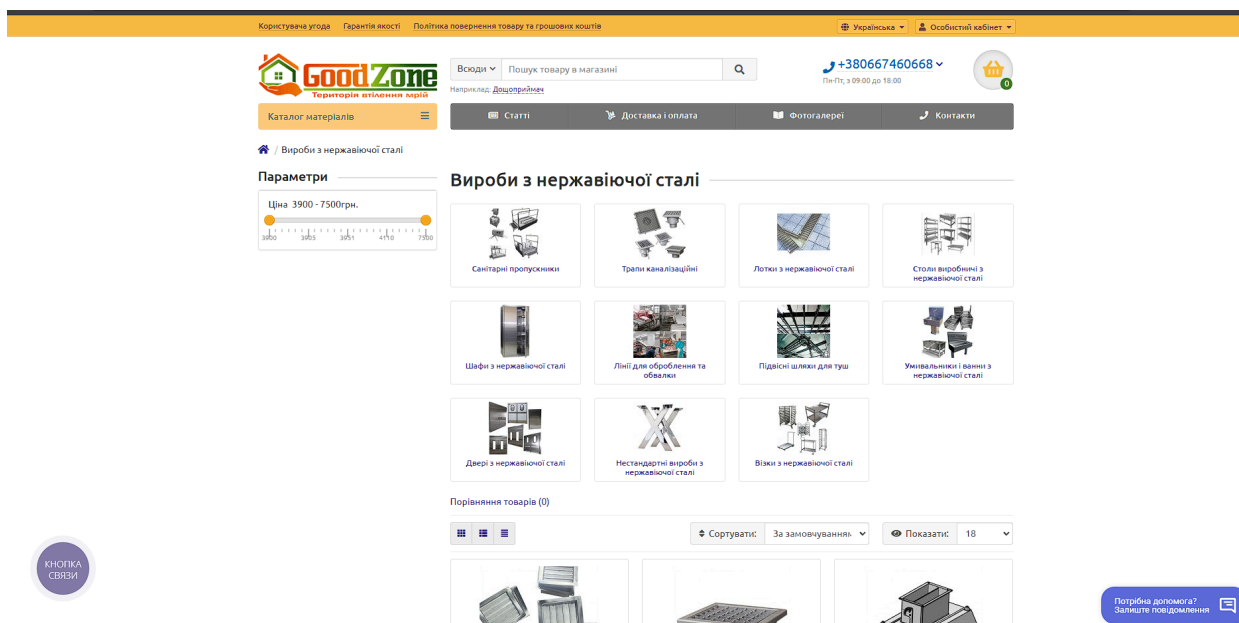 Користувача угода Гарантія якості Політика повернення товару та грошових коштів
Українська
Особистий кабінет
GoodZone
Територія втілення мрій
Всюди
Пошук товару в магазині
Наприклад: Дощоприймач
+380667460668
Пн-Пт, з 09:00 до 18:00
0
Каталог матеріалів
Статті
Доставка і оплата
Фотогалереї
Контакти
/ Вироби з нержавіючої сталі
Параметри
Ціна 3900 - 7500грн.
3900 3903 3951 4150 7500
Вироби з нержавіючої сталі
Санітарні пропускники
Трапи каналізаційні
Лотки з нержавіючої сталі
Столи виробничі з
нержавіючої сталі
Шафи з нержавіючої сталі
Лінії для оброблення та
обвалки
Підвісні шляхи для туш
Умивальники і ванни з
нержавіючої сталі
Двері з нержавіючої сталі
Нестандартні вироби з
нержавіючої сталі
Візки з нержавіючої сталі
Порівняння товарів (0)
Сортувати:
За замовчуванням
Показати:
18
КНОПКА
СВЯЗИ
Потрібна допомога?
Залиште повідомлення